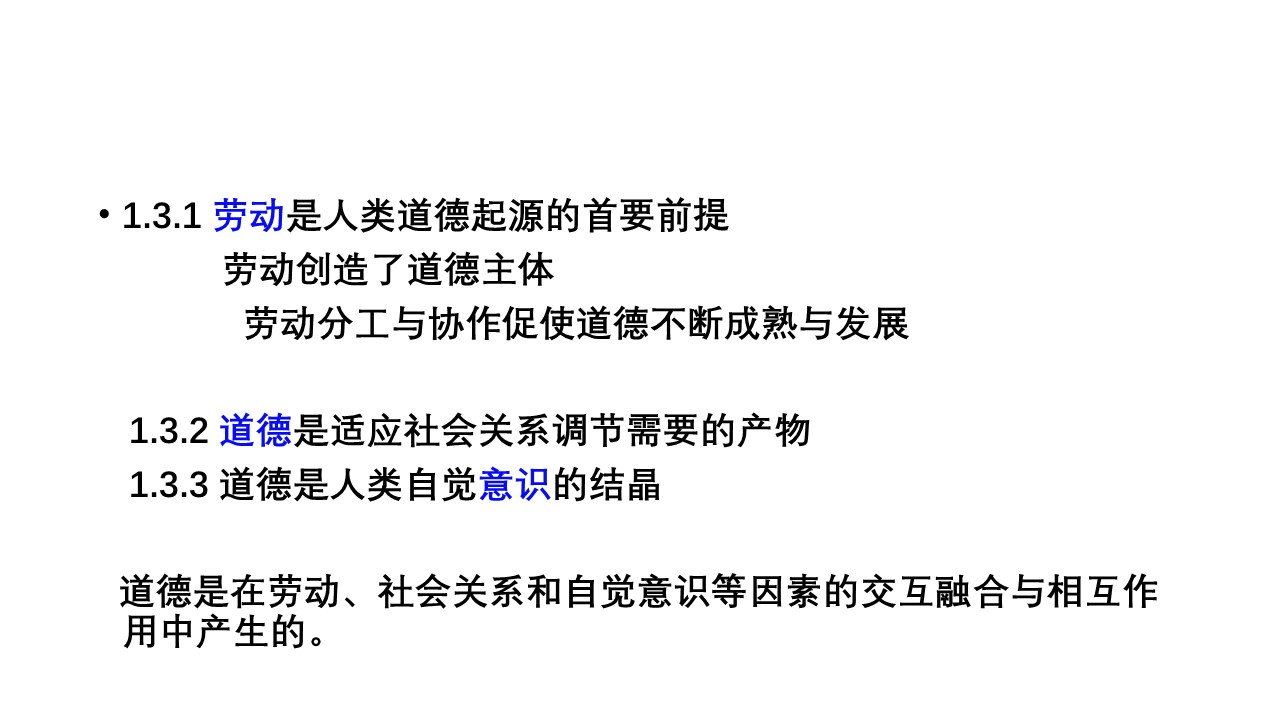 • 1.3.1 劳动是人类道德起源的首要前提
劳动创造了道德主体
劳动分工与协作促使道德不断成熟与发展
1.3.2 道德是适应社会关系调节需要的产物
1.3.3 道德是人类自觉意识的结晶
道德是在劳动、社会关系和自觉意识等因素的交互融合与相互作
用中产生的。